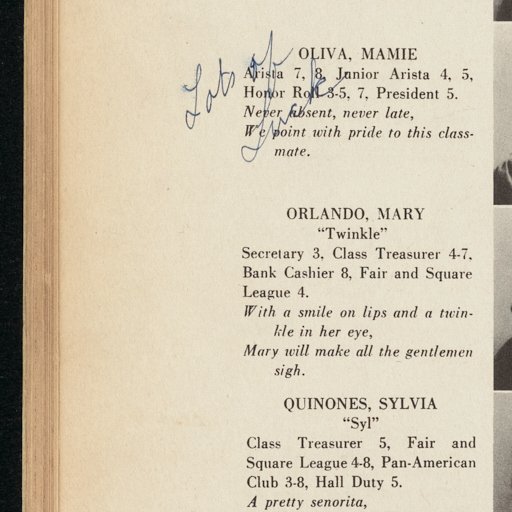 Lots of
Luck
OLIVA, MAMIE
Arista 7, 8, Junior Arista 4, 5,
Honor Roll 3-5, 7, President 5.
Never absent, never late,
We point with pride to this class-
mate.
ORLANDO, MARY
"Twinkle"
Secretary 3, Class Treasurer 4-7,
Bank Cashier 8, Fair and Square
League 4.
With a smile on lips and a twin-
kle in her eye,
Mary will make all the gentlemen
sigh.
QUINONES, SYLVIA
"Syl"
Class Treasurer 5, Fair and
Square League 4-8, Pan-American
Club 3-8, Hall Duty 5.
A pretty senorita,